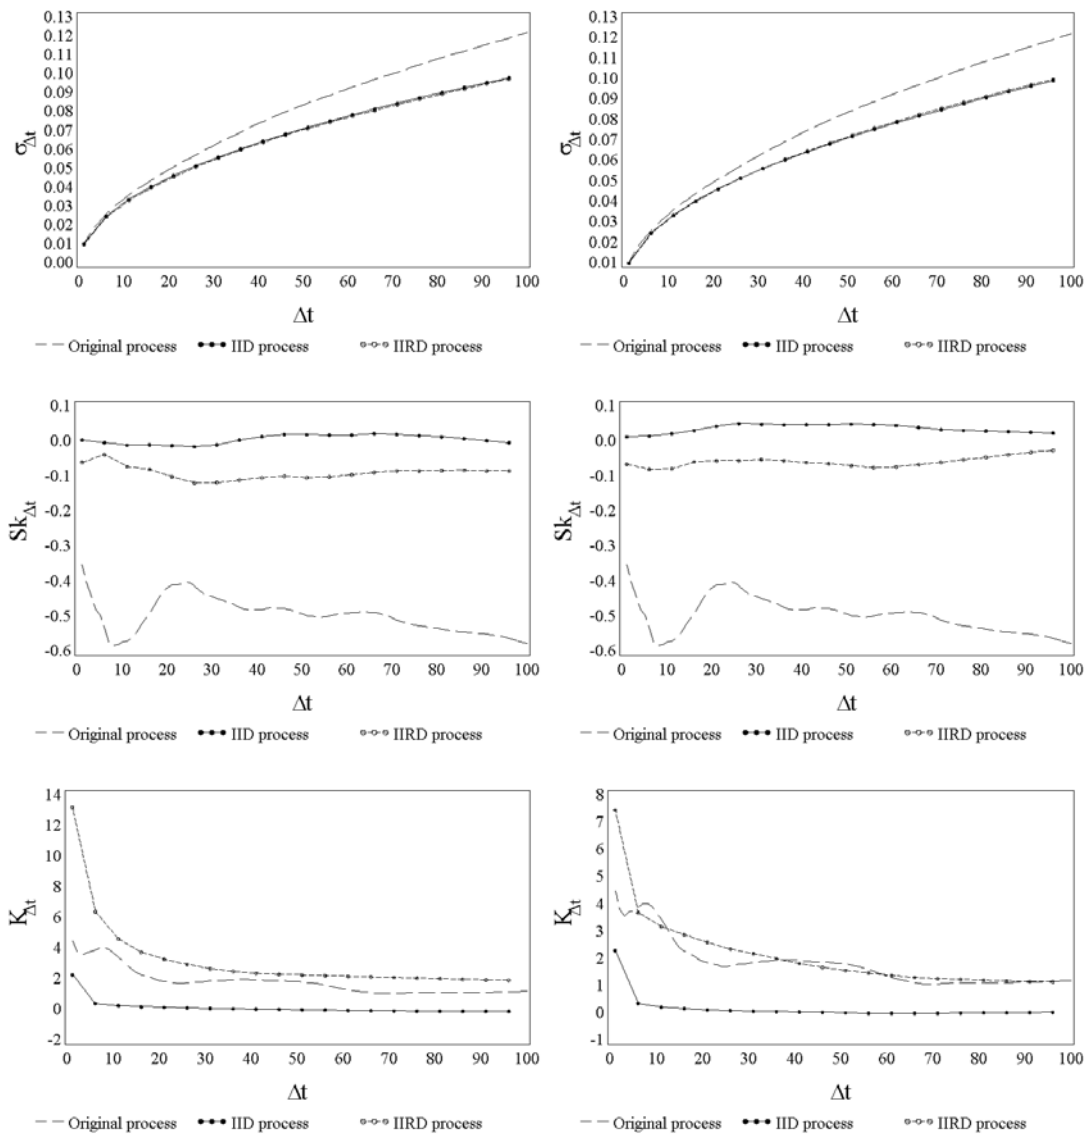 0.13
0.12
0.11
0.10
0.09
0.08
0.07
0.06
0.05
0.04
0.03
0.02
0.01
0.00
σΔt
0 10 20 30 40 50 60 70 80 90 100
Δt
Original process IID process IIRD process
0.13
0.12
0.11
0.10
0.09
0.08
0.07
0.06
0.05
0.04
0.03
0.02
0.01
σΔt
0 10 20 30 40 50 60 70 80 90 100
Δt
Original process IID process IIRD process
0.1
0.0
-0.1
-0.2
-0.3
-0.4
-0.5
-0.6
SkΔt
0 10 20 30 40 50 60 70 80 90 100
Δt
Original process IID process IIRD process
0.1
0.0
-0.1
-0.2
-0.3
-0.4
-0.5
-0.6
SkΔt
0 10 20 30 40 50 60 70 80 90 100
Δt
Original process IID process IIRD process
14
12
10
8
6
4
2
0
-2
KΔt
0 10 20 30 40 50 60 70 80 90 100
Δt
Original process IID process IIRD process
8
7
6
5
4
3
2
1
0
-1
KΔt
0 10 20 30 40 50 60 70 80 90 100
Δt
Original process IID process IIRD process